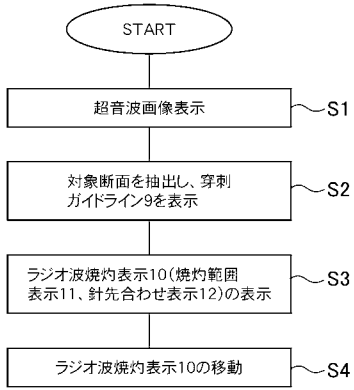 START
超音波画像表示
S1
対象断面を抽出し、穿刺
ガイドライン9を表示
S2
ラジオ波焼灼表示10(焼灼範囲
表示11、針先合わせ表示12)の表示
S3
ラジオ波焼灼表示10の移動
S4